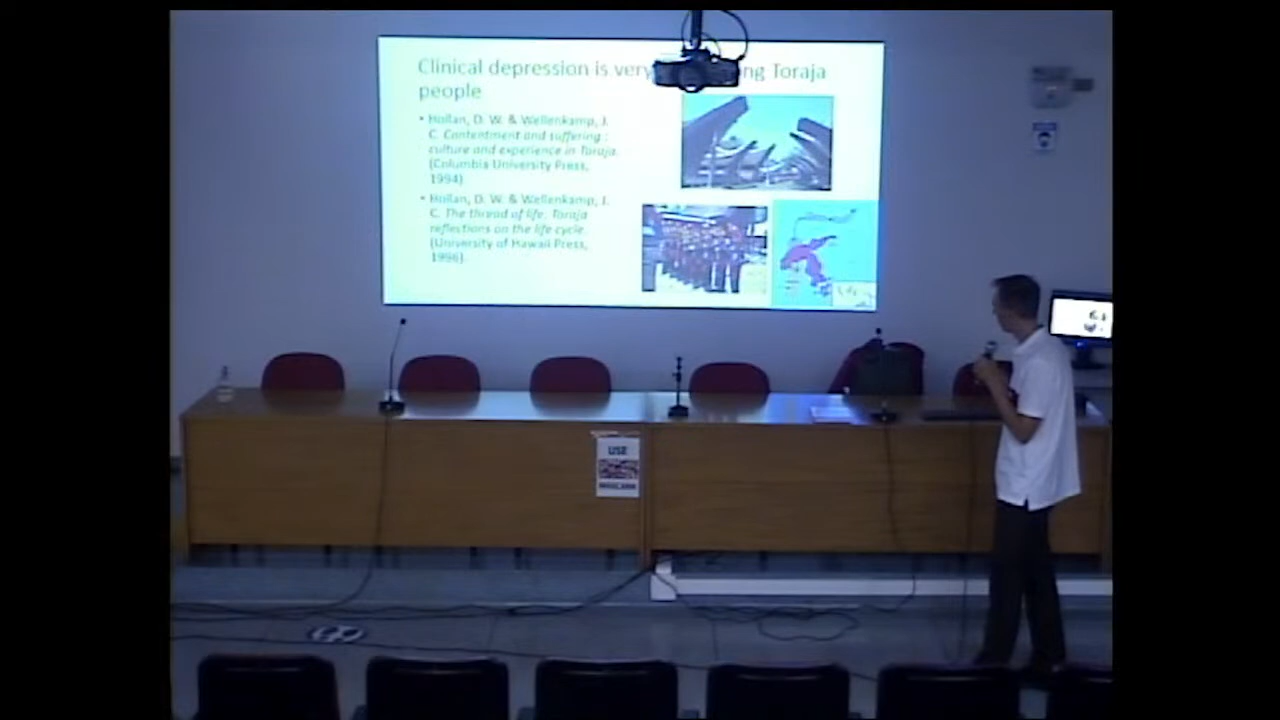 Clinical depression is very ng Toraja
people
• Hollan, D. W. & Wellenkamp, J.
C. Contentment and suffering :
culture and experience in Toraja.
(Columbia University Press,
1994).
• Hollan, D. W. & Wellenkamp, J.
C. The thread of life. Toraja
reflections on the life cycle.
(University of Hawaii Press,
1996).
USE